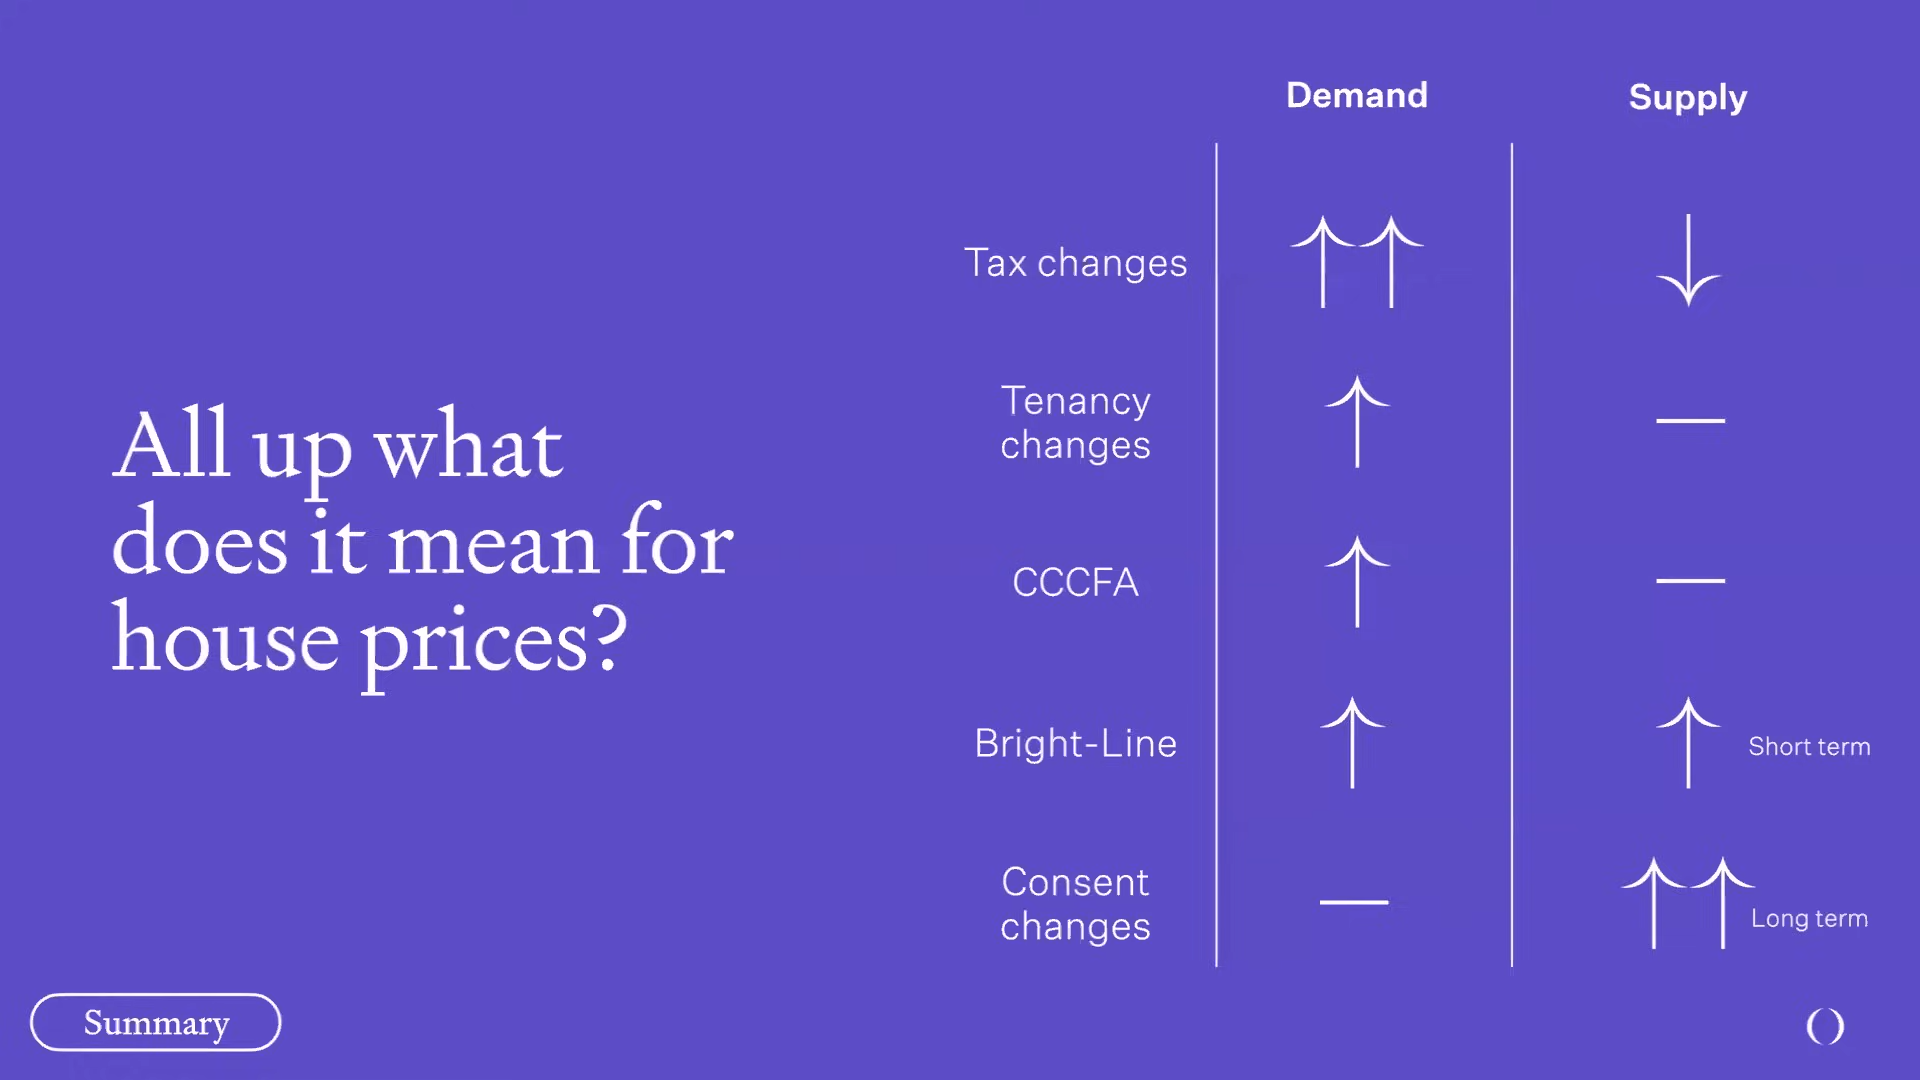 All up what
does it mean for
house prices?
Demand
Supply
Tax changes
Tenancy
changes
CCCFA
Bright-Line
Short term
Consent
changes
Long term
Summary